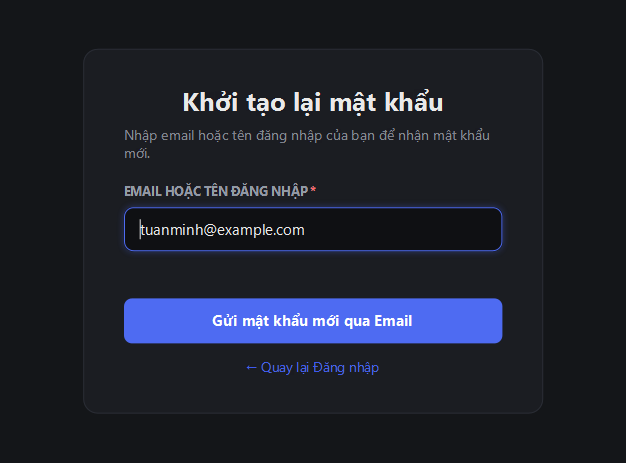 Khởi tạo lại mật khẩu
Nhập email hoặc tên đăng nhập của bạn để nhận mật khẩu
mới.
EMAIL HOẶC TÊN ĐĂNG NHẬP *
tuanminh@example.com
Gửi mật khẩu mới qua Email
← Quay lại Đăng nhập